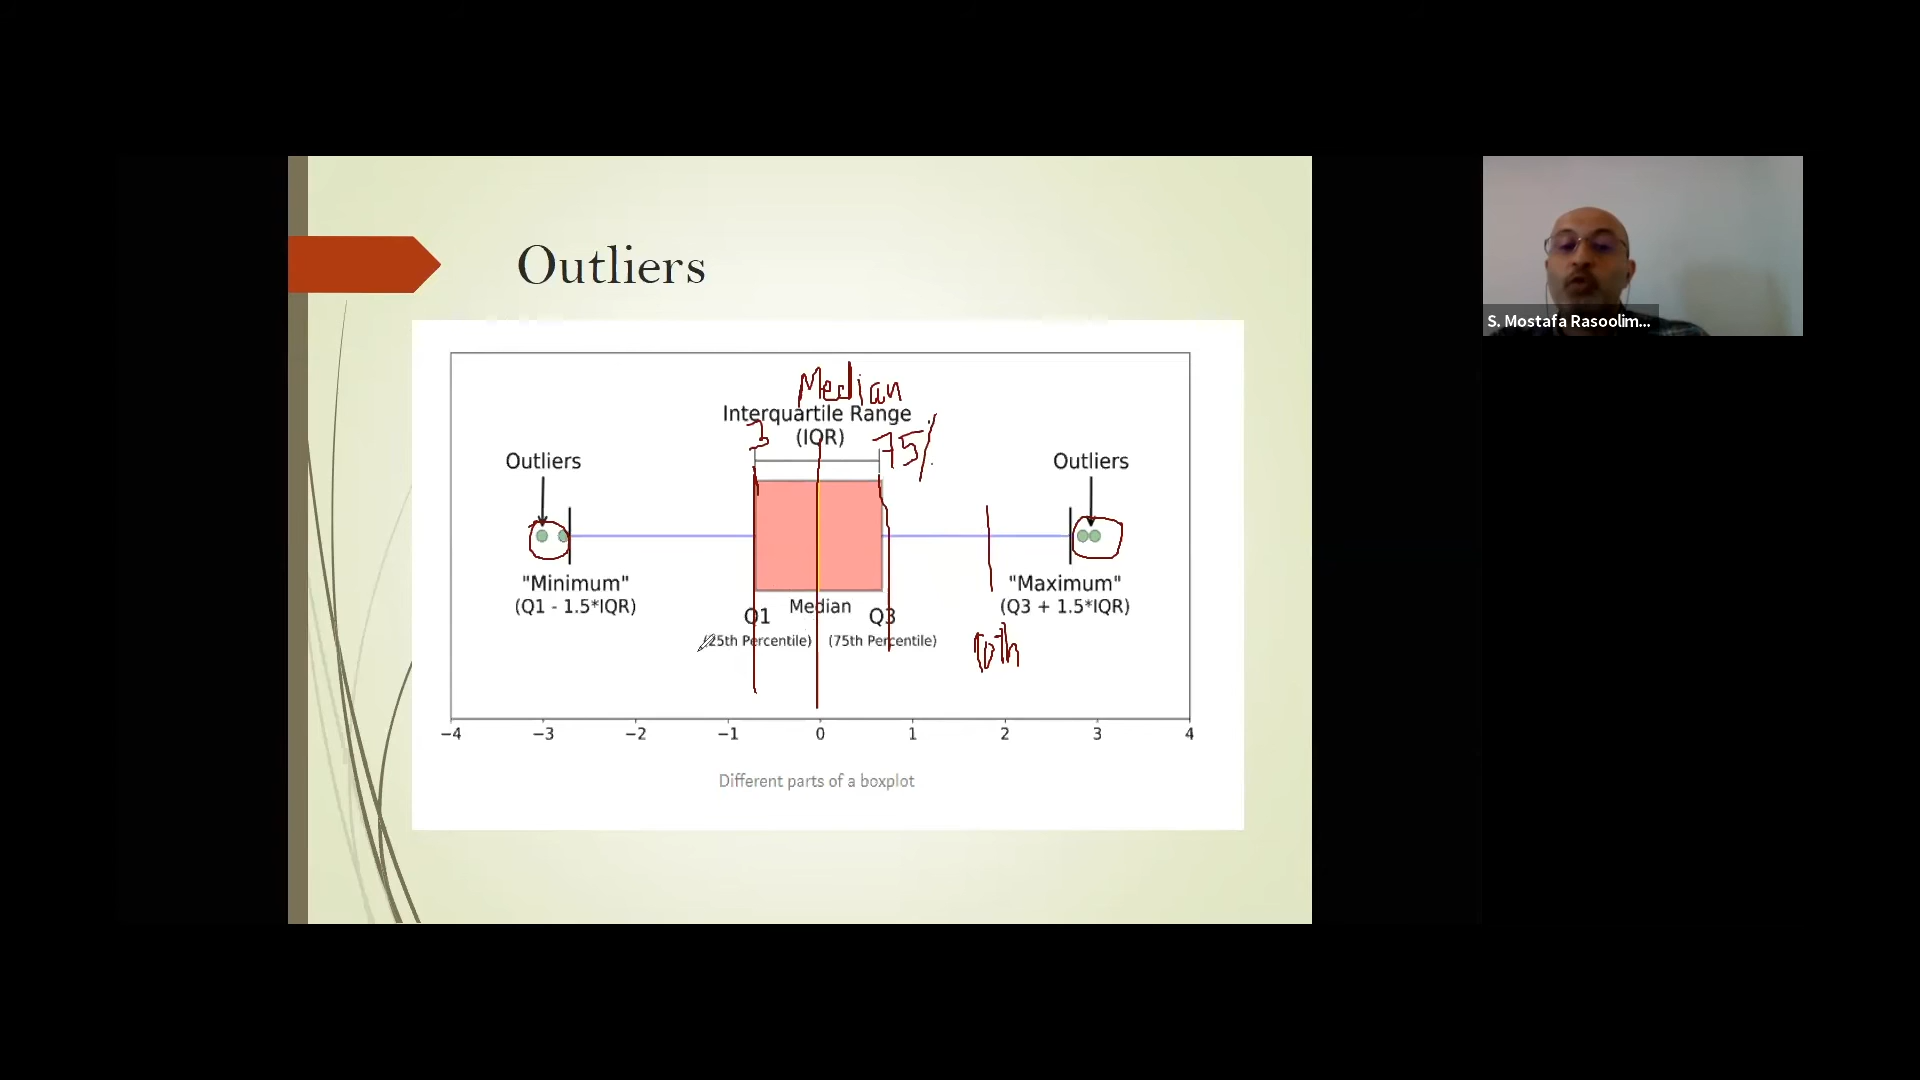 Outliers
Median
Interquartile Range
3 (IQR) 75%
Outliers Outliers
"Minimum" "Maximum"
(Q1 - 1.5*IQR) Q1 Median Q3 (Q3 + 1.5*IQR)
(25th Percentile) (75th Percentile)
−4 −3 −2 −1 0 1 2 3 4
Different parts of a boxplot
S. Mostafa Rasoolim...